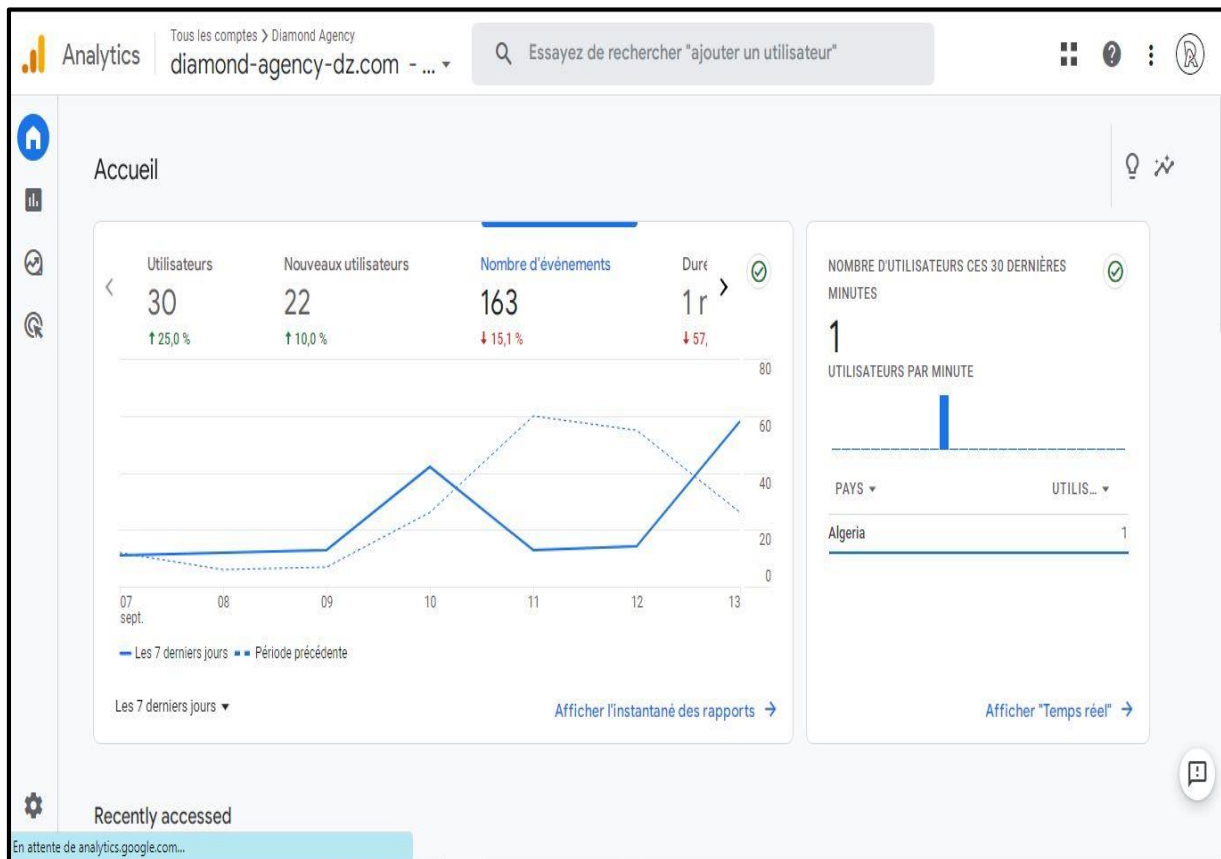 Analytics
Tous les comptes > Diamond Agency
diamond-agency-dz.com - ...
Essayez de rechercher "ajouter un utilisateur"
Accueil
Utilisateurs
30
↑ 25,0 %
Nouveaux utilisateurs
22
↑ 10,0 %
Nombre d'événements
163
↓ 15,1 %
1
↓ 57,
80
60
40
20
0
07
sept.
08
09
10
11
12
13
Les 7 derniers jours
Période précédente
Les 7 derniers jours
Afficher l'instantané des rapports
NOMBRE D'UTILISATEURS CES 30 DERNIÈRES
MINUTES
1
UTILISATEURS PAR MINUTE
PAYS
UTILIS...
Algeria
1
Afficher "Temps réel"
Recently accessed
En attente de analytics.google.com...